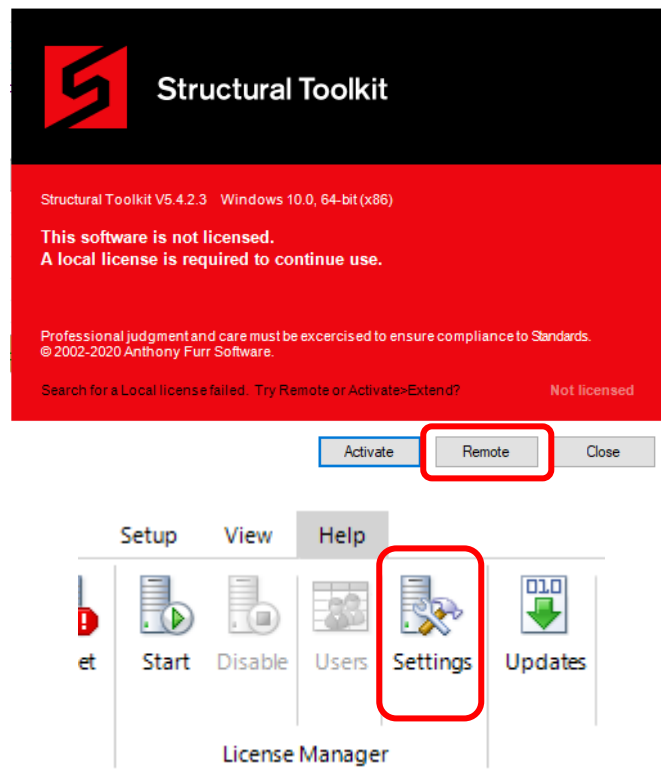 Structural Toolkit
Structural Toolkit V5.4.2.3 Windows 10.0, 64-bit (x86)
This software is not licensed.
A local license is required to continue use.
Professional judgment and care must be excercised to ensure compliance to Standards.
© 2002-2020 Anthony Furr Software.
Search for a Local license failed. Try Remote or Activate>Extend? Not licensed
Activate Remote Close
Setup View Help
010
et Start Disable Users Settings Updates
License Manager